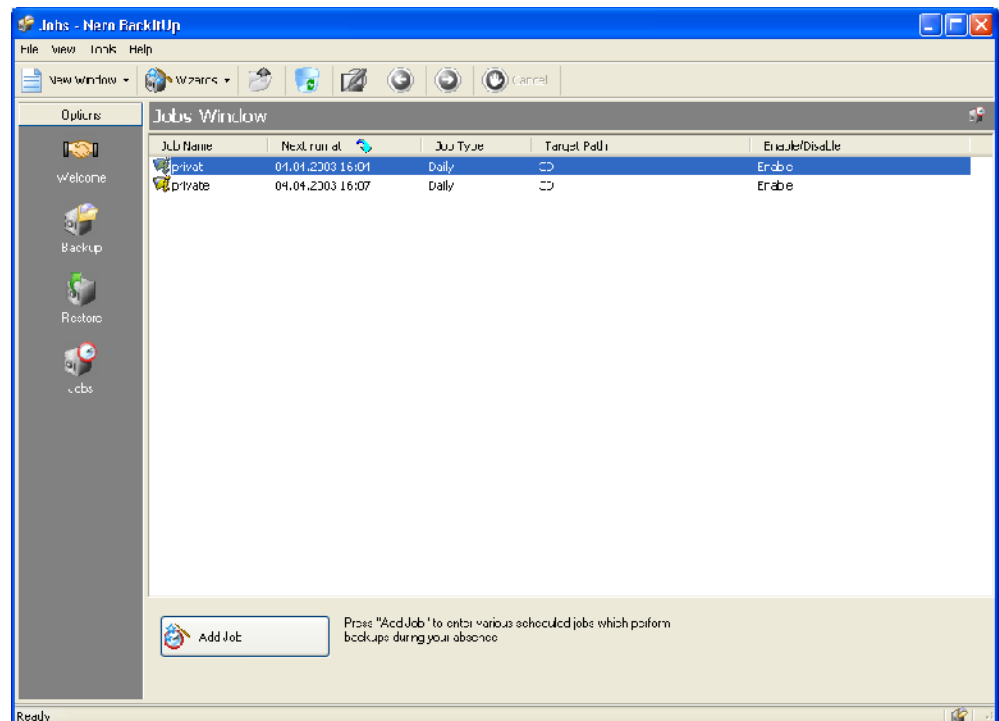 Jobs - Nero BackItUp
File View Tools Help
New Window Wizards Cancel
Options
Jobs Window
Job Name Next run at Job Type Target Path Enable/Disable
privat 04.04.2003 16:04 Daily CD Enable
private 04.04.2003 16:07 Daily CD Enable
Welcome
Backup
Restore
Jobs
Add Job
Press "Add Job" to enter various scheduled jobs which perform
backups during your absence
Ready